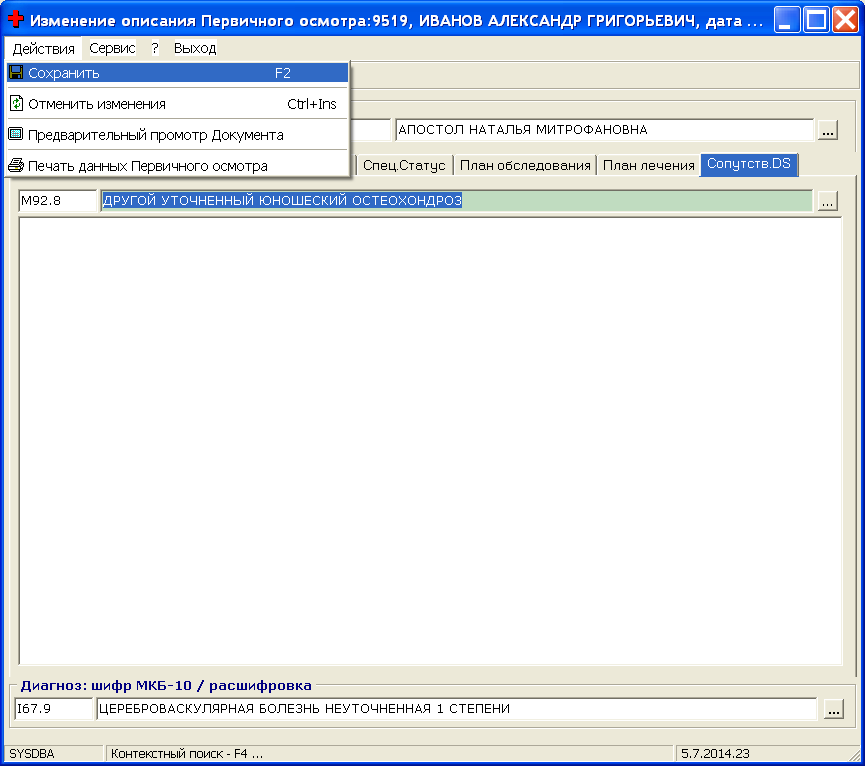 Изменение описания Первичного осмотра:9519, ИВАНОВ АЛЕКСАНДР ГРИГОРЬЕВИЧ, дата ...
Действия Сервис ? Выход
Сохранить F2
Отменить изменения Ctrl+Ins
Предварительный промотр Документа
Печать данных Первичного осмотра
АПОСТОЛ НАТАЛЬЯ МИТРОФАНОВНА ...
Спец.Статус План обследования План лечения Сопутств.DS
M92.8 ДРУГОЙ УТОЧНЕННЫЙ ЮНОШЕСКИЙ ОСТЕОХОНДРОЗ ...
Диагноз: шифр МКБ-10 / расшифровка
I67.9 ЦЕРЕБРОВАСКУЛЯРНАЯ БОЛЕЗНЬ НЕУТОЧНЕННАЯ 1 СТЕПЕНИ ...
SYSDBA Контекстный поиск - F4 ... 5.7.2014.23